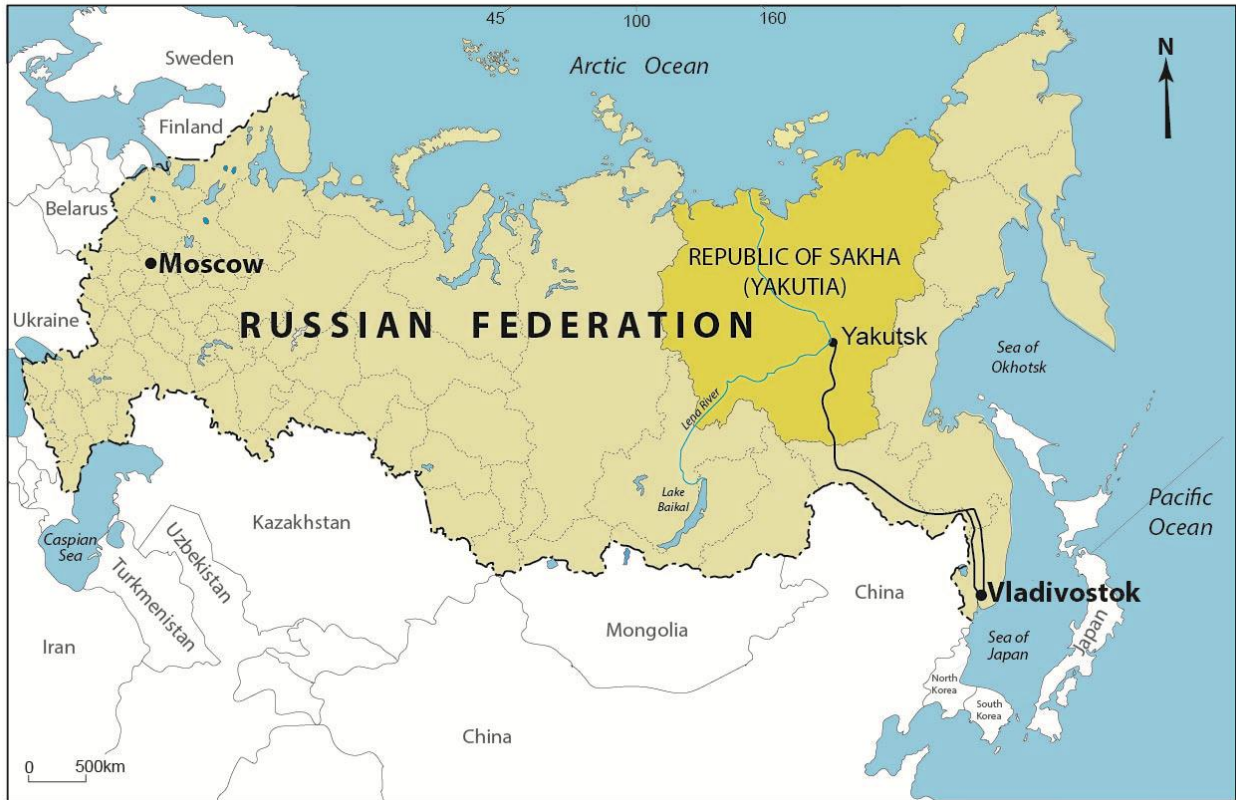 45 100 160
Sweden
Arctic Ocean
N
Finland
Belarus
Moscow
REPUBLIC OF SAKHA
(YAKUTIA)
Ukraine
RUSSIAN FEDERATION
Yakutsk
Sea of
Okhotsk
Lena River
Lake
Baikal
Pacific
Ocean
Kazakhstan
Caspian
Sea
Uzbekistan
Turkmenistan
China
Vladivostok
Mongolia
Iran
Sea of
Japan
Japan
North
Korea
South
Korea
China
0 500km